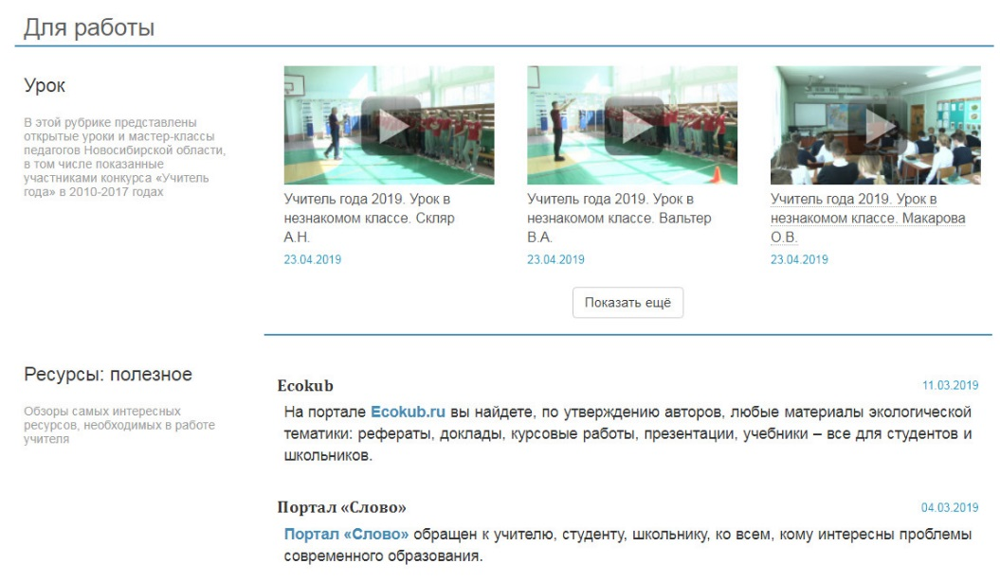 Для работы
Урок
В этой рубрике представлены
открытые уроки и мастер-классы
педагогов Новосибирской области,
в том числе показанные
участниками конкурса «Учитель
года» в 2010-2017 годах
Учитель года 2019. Урок в
незнакомом классе. Скляр
А.Н.
23.04.2019
Учитель года 2019. Урок в
незнакомом классе. Вальтер
В.А.
23.04.2019
Учитель года 2019. Урок в
незнакомом классе. Макарова
О.В.
23.04.2019
Показать ещё
Ресурсы: полезное
Обзоры самых интересных
ресурсов, необходимых в работе
учителя
Ecokub
11.03.2019
На портале Ecokub.ru вы найдете, по утверждению авторов, любые материалы экологической
тематики: рефераты, доклады, курсовые работы, презентации, учебники – все для студентов и
школьников.
Портал «Слово»
04.03.2019
Портал «Слово» обращен к учителю, студенту, школьнику, ко всем, кому интересны проблемы
современного образования.